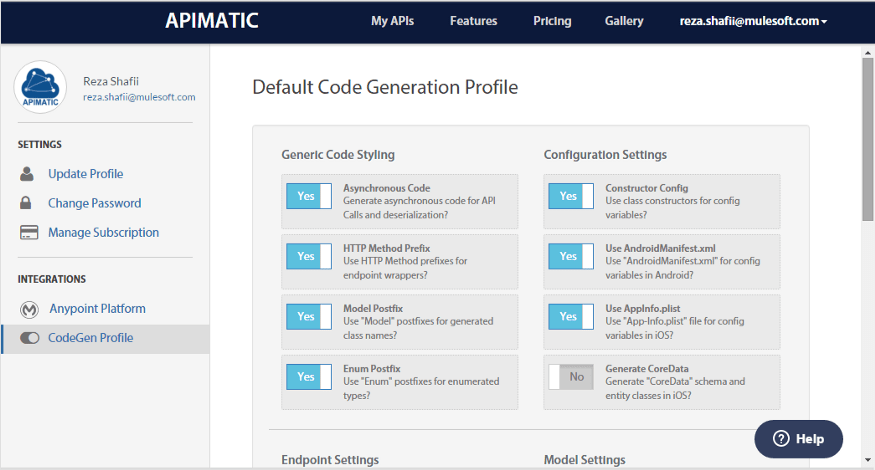 APIMATIC
My APIs
Features
Pricing
Gallery
reza.shafii@mulesoft.com
APIMATIC
Reza Shafii
reza.shafii@mulesoft.com
SETTINGS
Update Profile
Change Password
Manage Subscription
INTEGRATIONS
Anypoint Platform
CodeGen Profile
Default Code Generation Profile
Generic Code Styling
Yes
Asynchronous Code
Generate asynchronous code for API
Calls and deserialization?
Yes
HTTP Method Prefix
Use HTTP Method prefixes for
endpoint wrappers?
Yes
Model Postfix
Use "Model" postfixes for generated
class names?
Yes
Enum Postfix
Use "Enum" postfixes for enumerated
types?
Configuration Settings
Yes
Constructor Config
Use class constructors for config
variables?
Yes
Use AndroidManifest.xml
Use "AndroidManifest.xml" for config
variables in Android?
Yes
Use AppInfo.plist
Use "App-Info.plist" file for config
variables in iOS?
No
Generate CoreData
Generate "CoreData" schema and
entity classes in iOS?
Endpoint Settings
Model Settings
Help